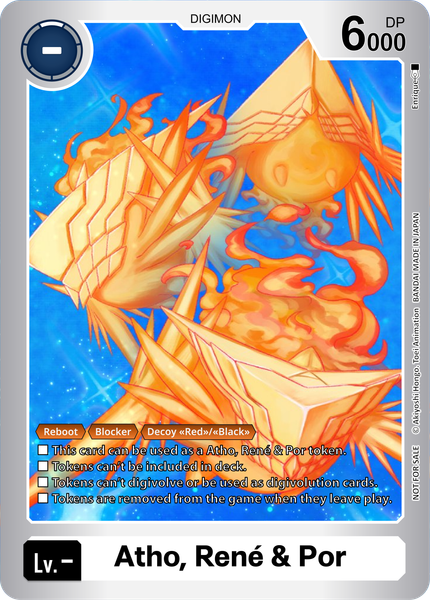 DIGIMON
-
6000
DP
Enrique
NOT FOR SALE © Akiyoshi Hongo, Toei Animation BANDAI MADE IN JAPAN
Reboot Blocker Decoy «Red»/«Black»
This card can be used as a Atho, René & Por token.
Tokens can't be included in deck.
Tokens can't digivolve or be used as digivolution cards.
Tokens are removed from the game when they leave play.
Lv.-
Atho, René & Por